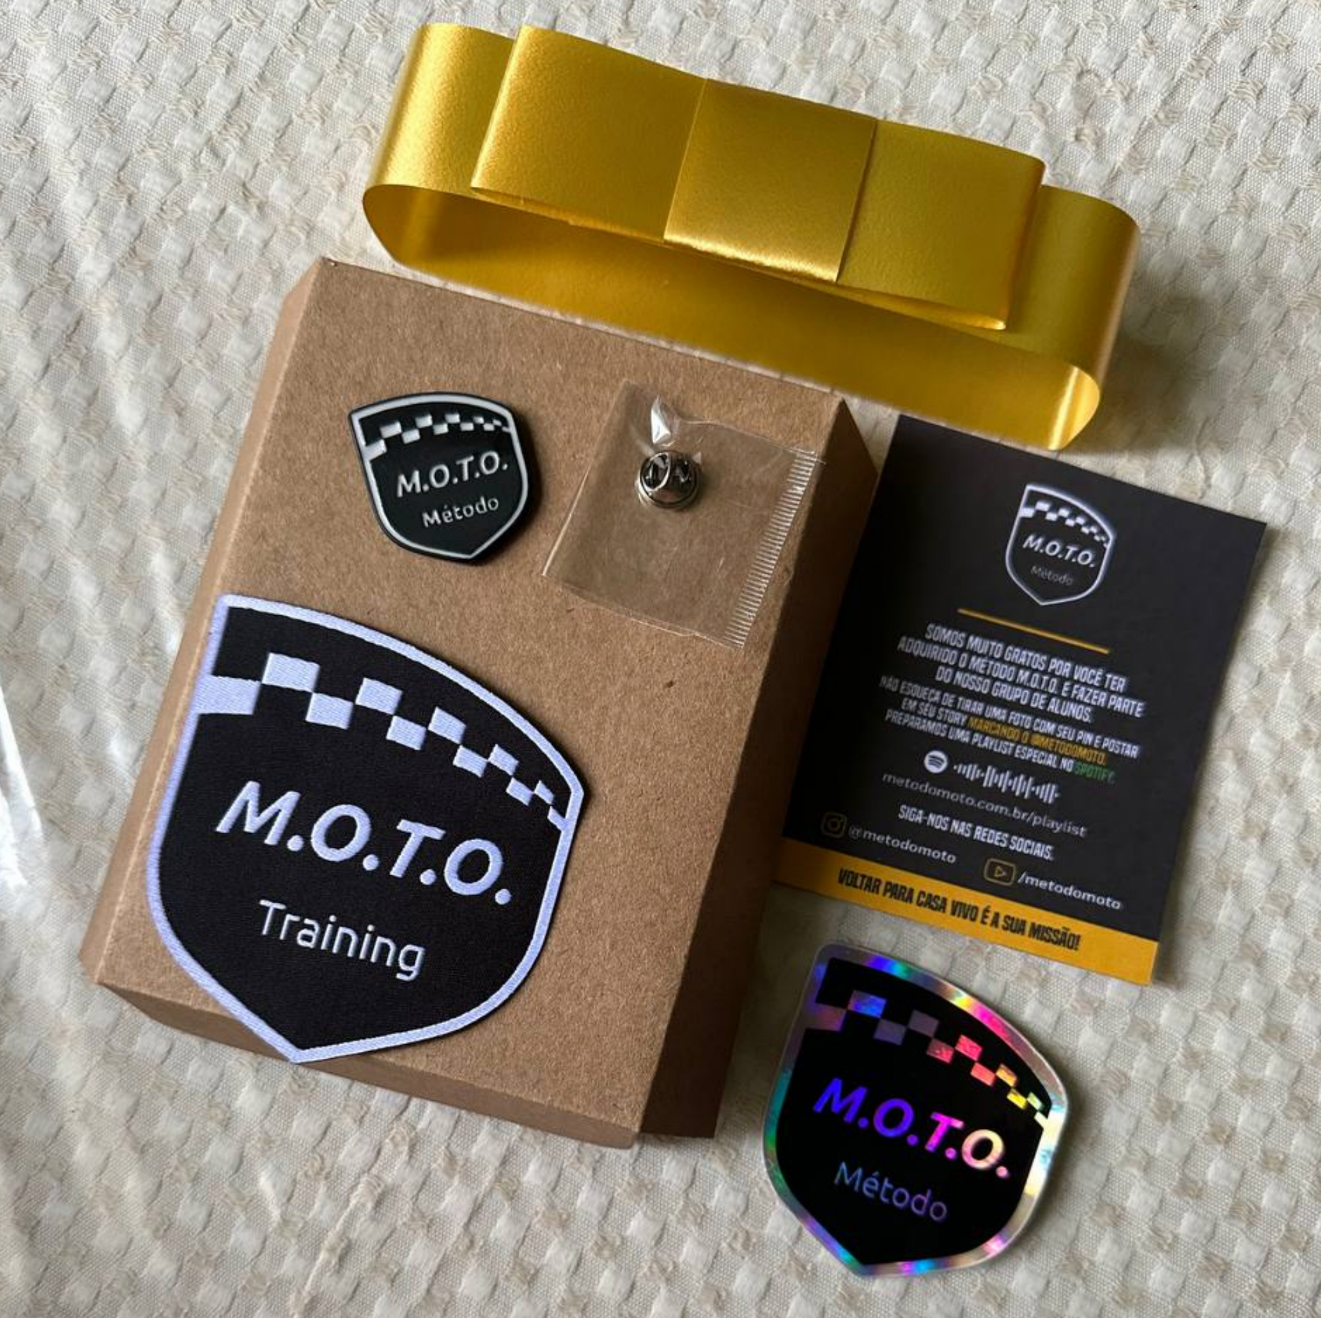 M.O.T.O.
Método
M.O.T.O.
Training
M.O.T.O.
Método
SOMOS MUITO GRATOS POR VOCÊ TER
ADQUIRIDO O MÉTODO M.O.T.O. E FAZER PARTE
DO NOSSO GRUPO DE ALUNOS.
NÃO ESQUEÇA DE TIRAR UMA FOTO COM SEU PIN E POSTAR
EM SEU STORY MARCANDO O @METODOMOTO.
PREPARAMOS UMA PLAYLIST ESPECIAL NO SPOTIFY.
metodomoto.com.br/playlist
SIGA-NOS NAS REDES SOCIAIS.
@metodomoto
/metodomoto
VOLTAR PARA CASA VIVO É A SUA MISSÃO!
M.O.T.O.
Método